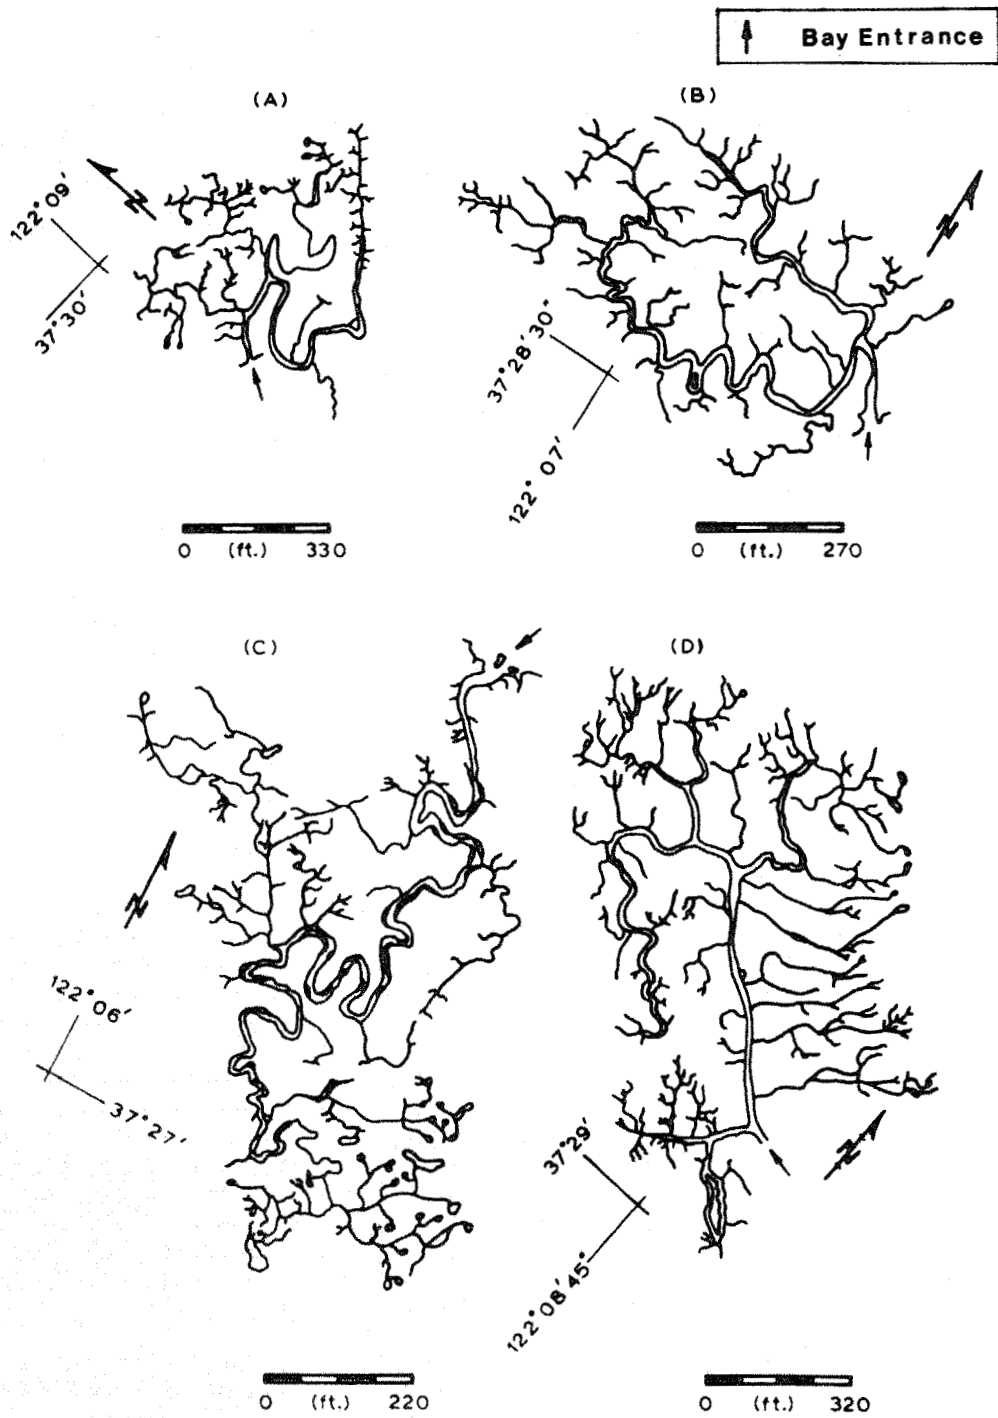 Bay Entrance
(A)
(B)
N
122°09'
37°30'
N
37°28'30"
122°07'
0 (ft.) 330
0 (ft.) 270
(C)
(D)
N
122°06'
37°27'
N
37°29'
122°08'45"
0 (ft.) 220
0 (ft.) 320